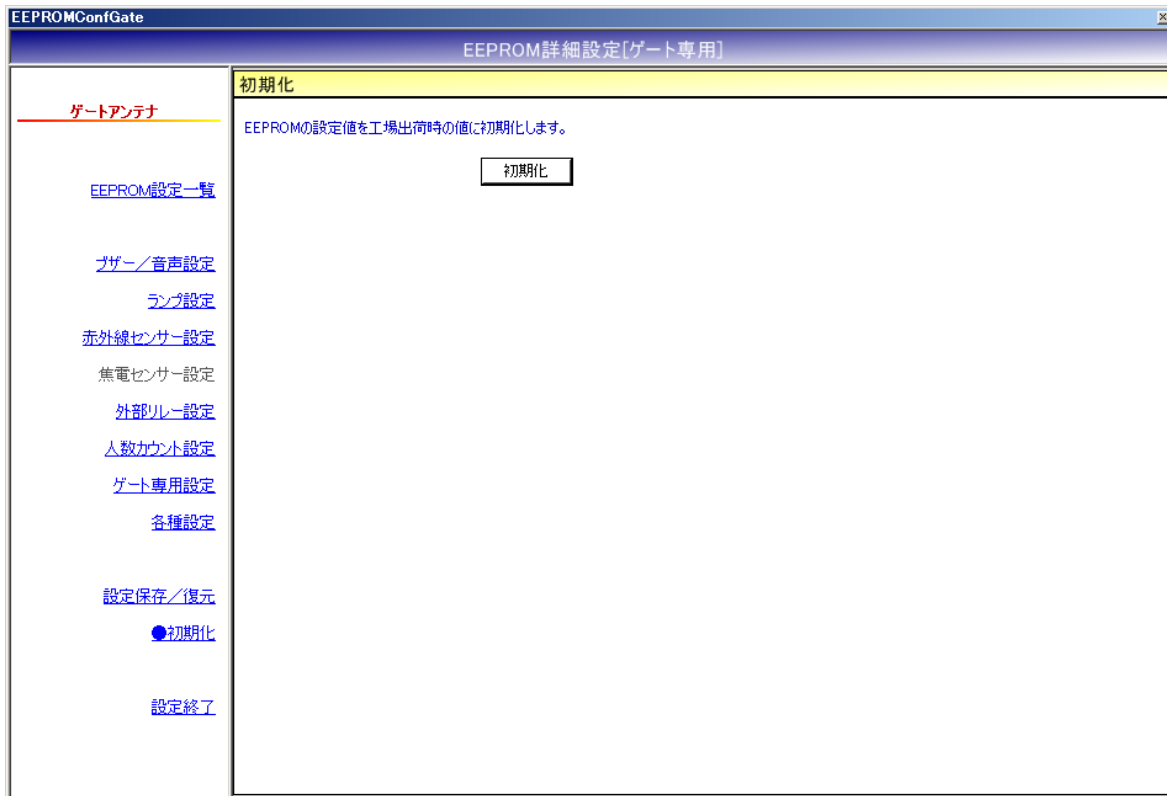 EEPROMConfGate
EEPROM詳細設定[ゲート専用]
ゲートアンテナ
EEPROM設定一覧
ブザー／音声設定
ランプ設定
赤外線センサー設定
焦電センサー設定
外部リレー設定
人数カウント設定
ゲート専用設定
各種設定
設定保存／復元
●初期化
設定終了
初期化
EEPROMの設定値を工場出荷時の値に初期化します。
初期化